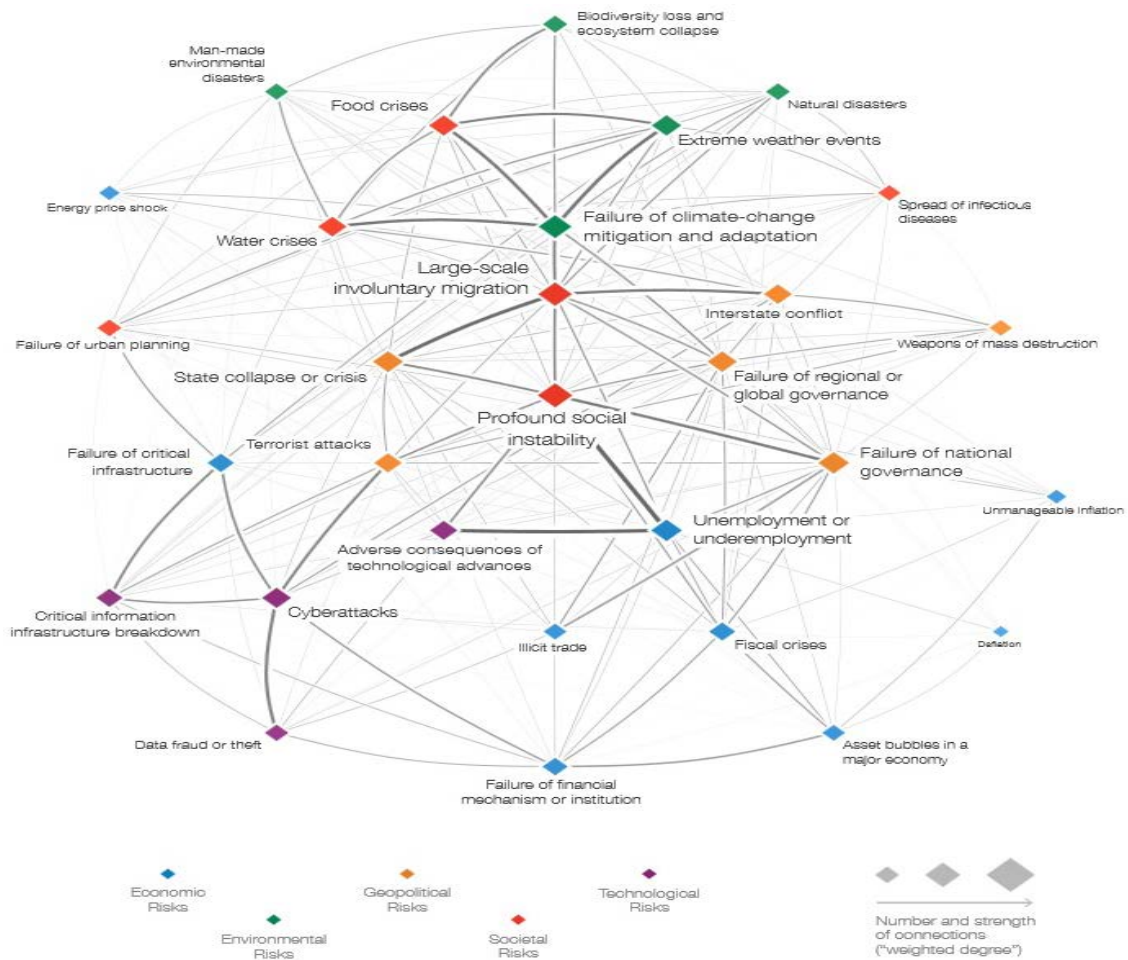 Biodiversity loss and
ecosystem collapse
Man-made
environmental
disasters
Food crises
Natural disasters
Extreme weather events
Energy price shock
Spread of infectious
diseases
Water crises
Failure of climate-change
mitigation and adaptation
Large-scale
involuntary migration
Interstate conflict
Failure of urban planning
Weapons of mass destruction
State collapse or crisis
Failure of regional or
global governance
Profound social
instability
Terrorist attacks
Failure of critical
infrastructure
Failure of national
governance
Unmanageable inflation
Unemployment or
underemployment
Adverse consequences of
technological advances
Critical information
infrastructure breakdown
Cyberattacks
Illicit trade
Fiscal crises
Deflation
Data fraud or theft
Asset bubbles in a
major economy
Failure of financial
mechanism or institution
Economic
Risks
Geopolitical
Risks
Technological
Risks
Environmental
Risks
Societal
Risks
Number and strength
of connections
("weighted degree")